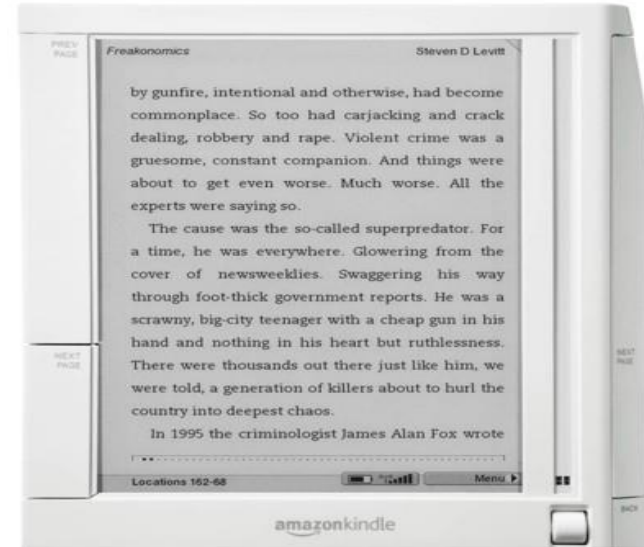 PREV
PAGE
Freakonomics
Steven D Levitt
by gunfire, intentional and otherwise, had become
commonplace. So too had carjacking and crack
dealing, robbery and rape. Violent crime was a
gruesome, constant companion. And things were
about to get even worse. Much worse. All the
experts were saying so.
The cause was the so-called superpredator. For
a time, he was everywhere. Glowering from the
cover of newsweeklies. Swaggering his way
through foot-thick government reports. He was a
scrawny, big-city teenager with a cheap gun in his
hand and nothing in his heart but ruthlessness.
There were thousands out there just like him, we
were told, a generation of killers about to hurl the
country into deepest chaos.
In 1995 the criminologist James Alan Fox wrote
NEXT
PAGE
NEXT
PAGE
Locations 162-68
Menu
BACK
amazonkindle